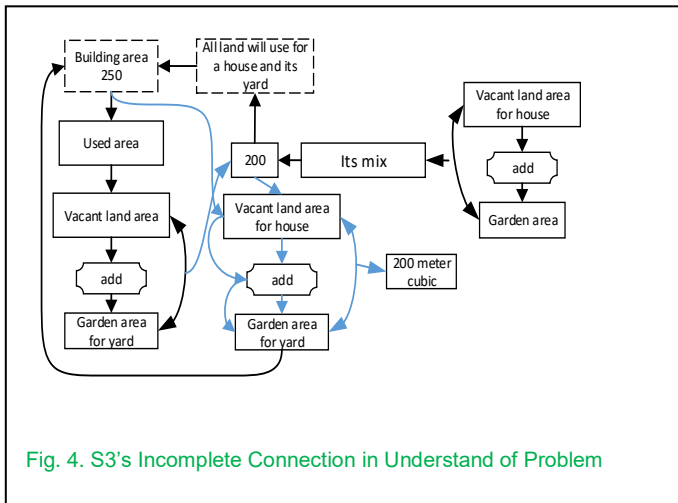 Building area
250
All land will use for
a house and its
yard
Used area
Vacant land area
add
Garden area
for yard
200
Its mix
Vacant land area
for house
add
Garden area
for yard
200 meter
cubic
Vacant land area
for house
add
Garden area
Fig. 4. S3's Incomplete Connection in Understand of Problem